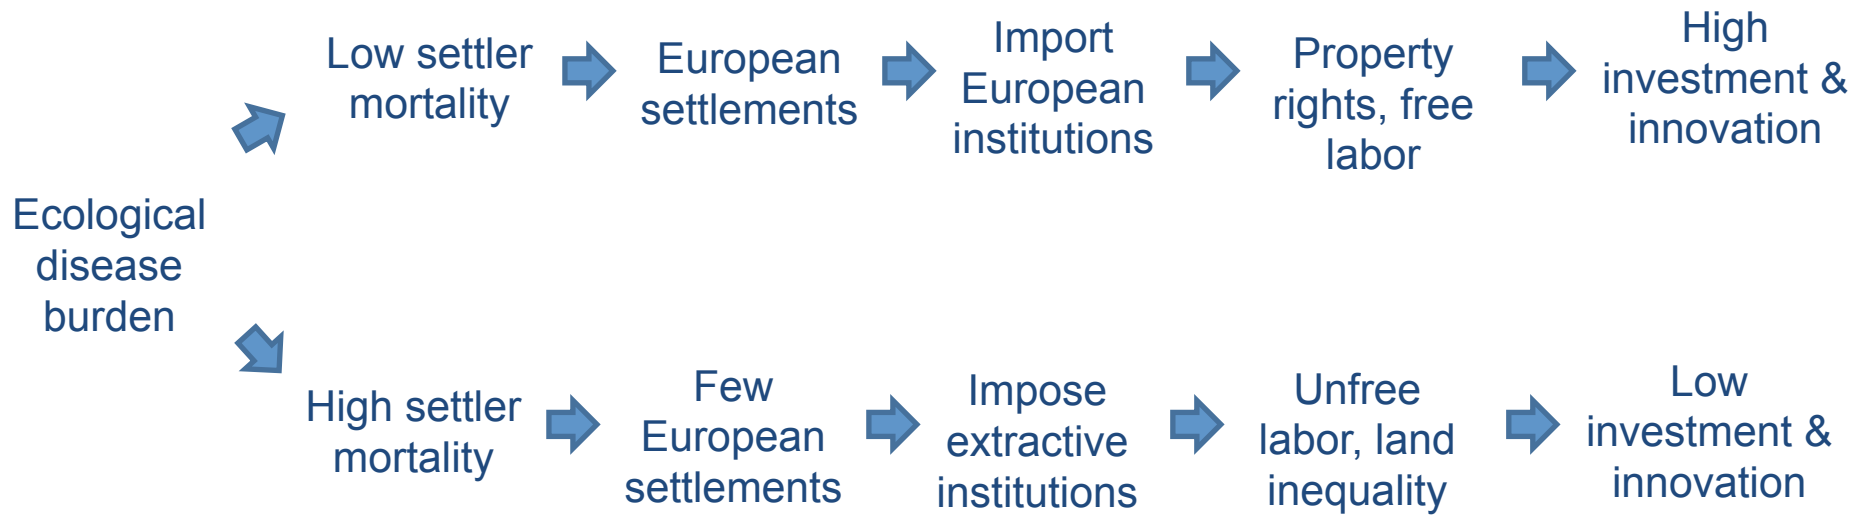 Ecological
disease
burden
Low settler
mortality
European
settlements
Import
European
institutions
Property
rights, free
labor
High
investment &
innovation
High settler
mortality
Few
European
settlements
Impose
extractive
institutions
Unfree
labor, land
inequality
Low
investment &
innovation